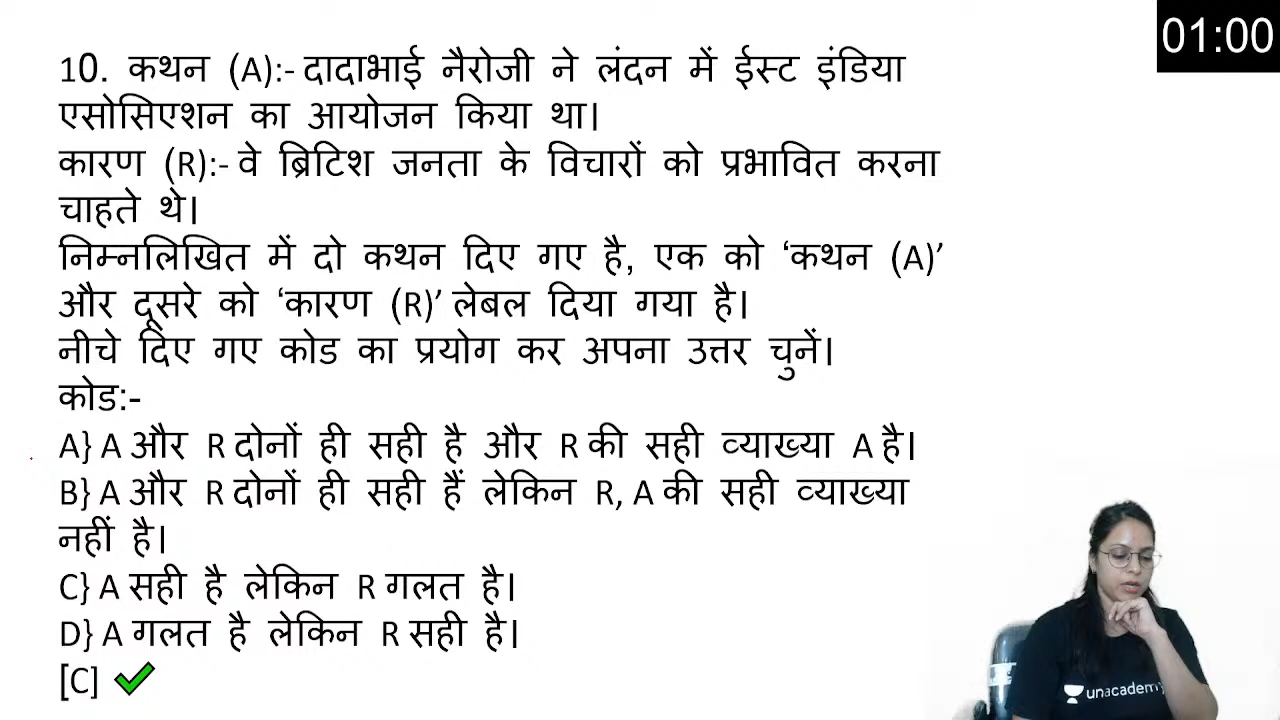 01:00
10. कथन (A):- दादाभाई नैरोजी ने लंदन में ईस्ट इंडिया
एसोसिएशन का आयोजन किया था।
कारण (R):- वे ब्रिटिश जनता के विचारों को प्रभावित करना
चाहते थे।
निम्नलिखित में दो कथन दिए गए है, एक को ‘कथन (A)’
और दूसरे को ‘कारण (R)’ लेबल दिया गया है।
नीचे दिए गए कोड का प्रयोग कर अपना उत्तर चुनें।
कोड:-
A} A और R दोनों ही सही है और R की सही व्याख्या A है।
B} A और R दोनों ही सही हैं लेकिन R, A की सही व्याख्या
नहीं है।
C} A सही है लेकिन R गलत है।
D} A गलत है लेकिन R सही है।
[C]
unacademy